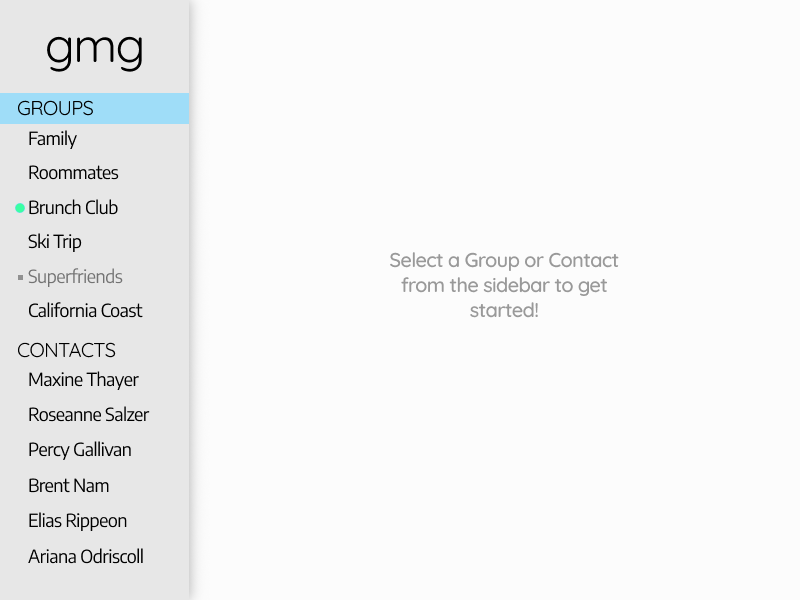 gmg
GROUPS
Family
Roommates
Brunch Club
Ski Trip
Superfriends
California Coast
CONTACTS
Maxine Thayer
Roseanne Salzer
Percy Gallivan
Brent Nam
Elias Rippeon
Ariana Odriscoll
Select a Group or Contact
from the sidebar to get
started!